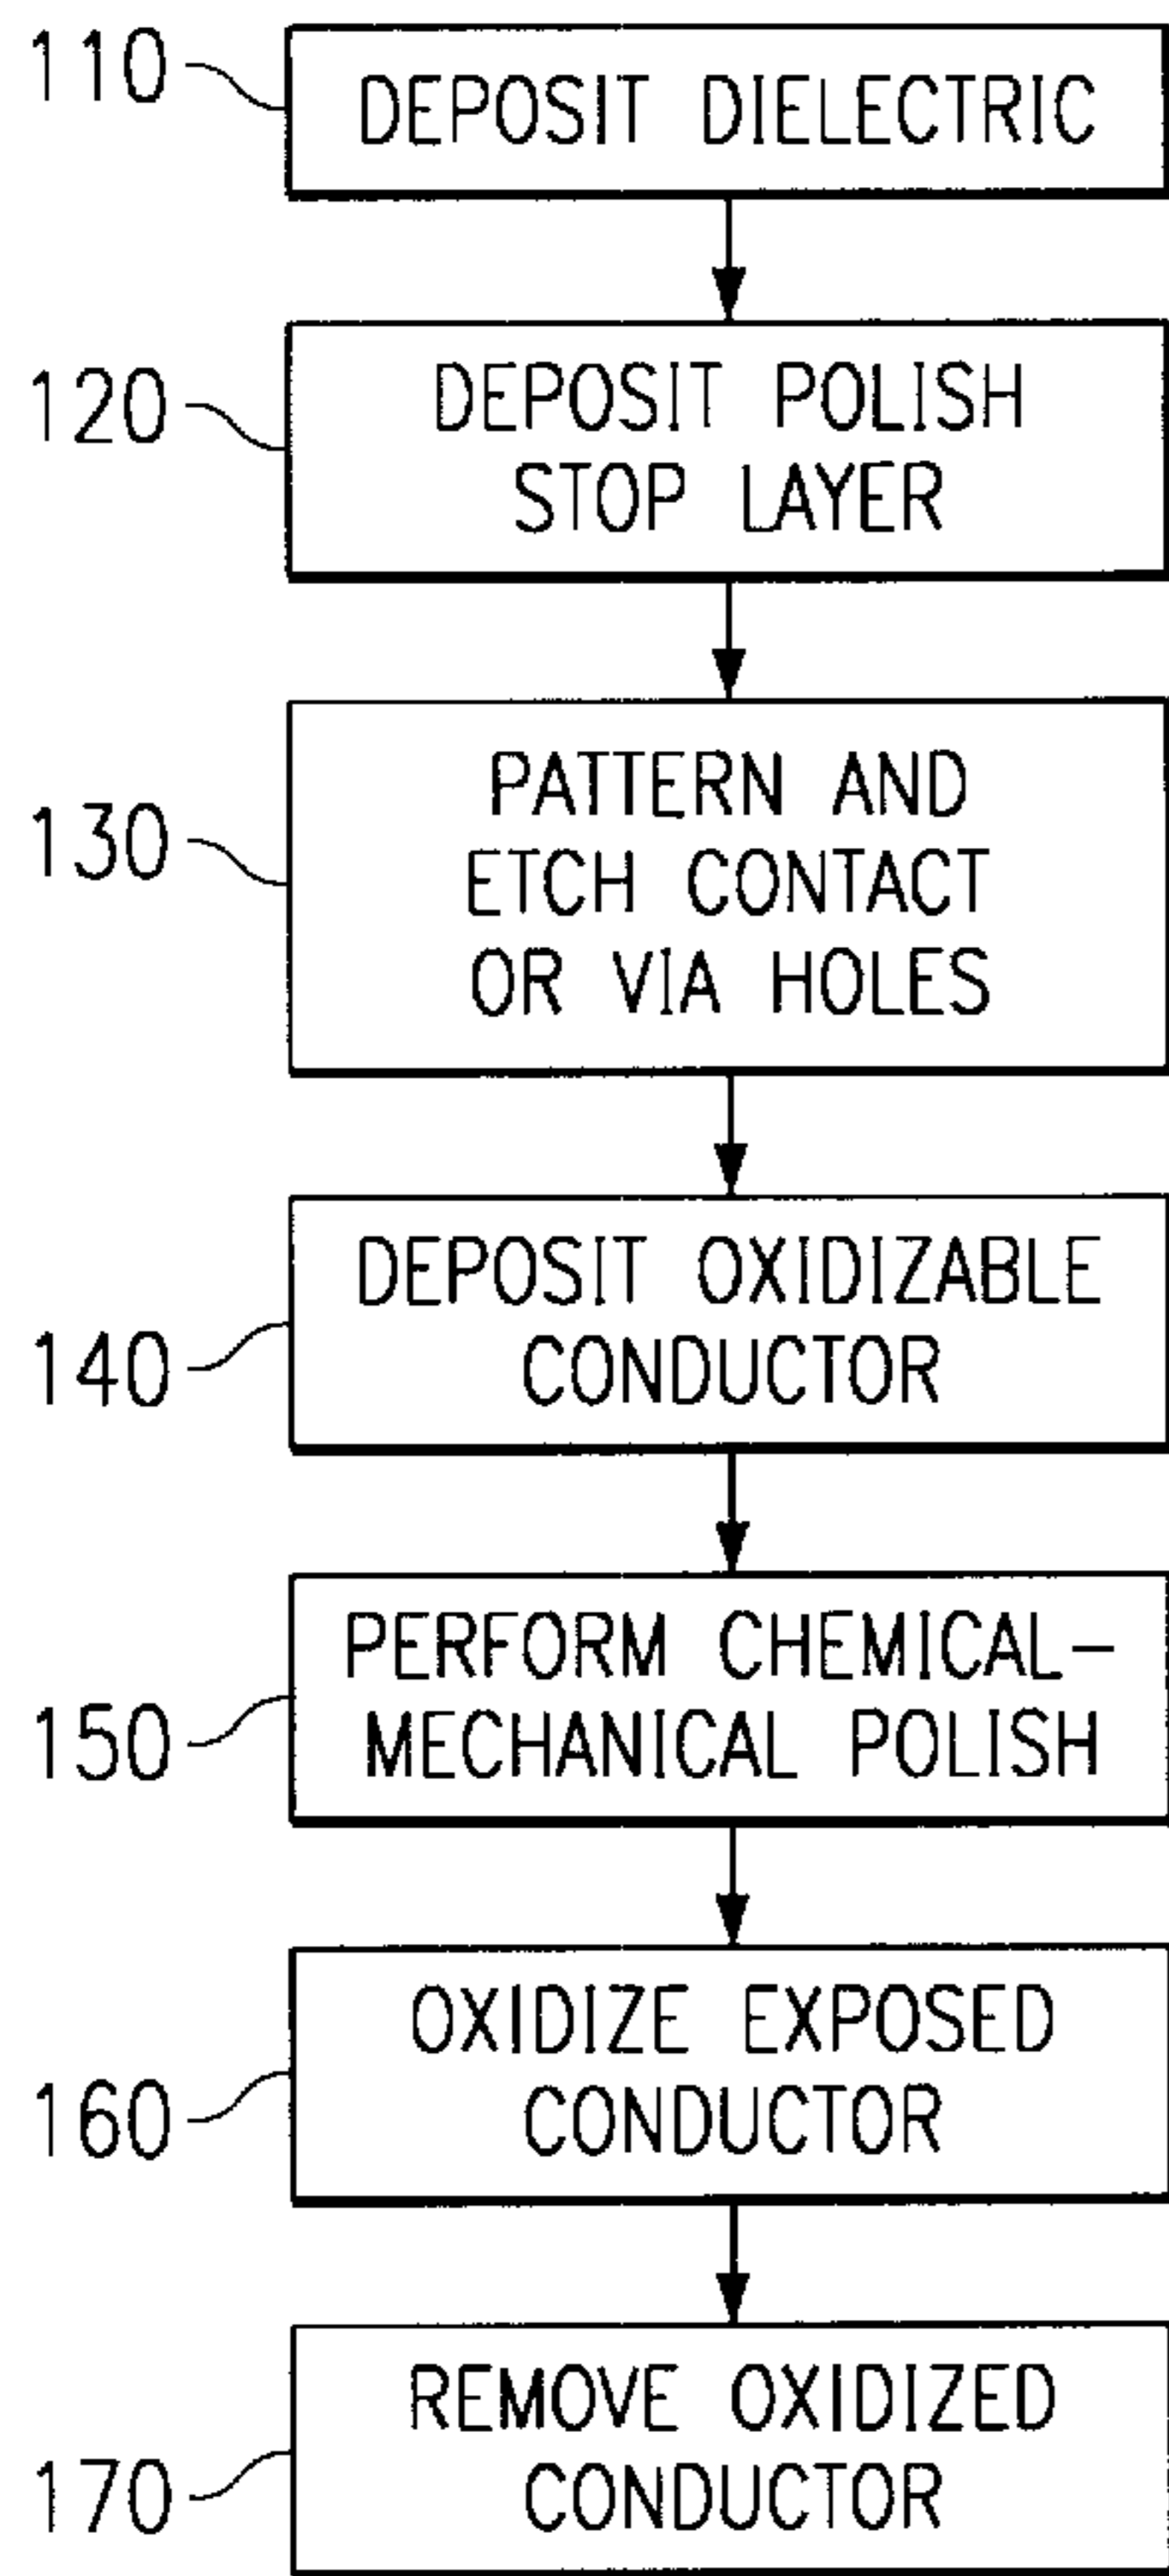 110
DEPOSIT DIELECTRIC
120
DEPOSIT POLISH
STOP LAYER
130
PATTERN AND
ETCH CONTACT
OR VIA HOLES
140
DEPOSIT OXIDIZABLE
CONDUCTOR
150
PERFORM CHEMICAL-
MECHANICAL POLISH
160
OXIDIZE EXPOSED
CONDUCTOR
170
REMOVE OXIDIZED
CONDUCTOR